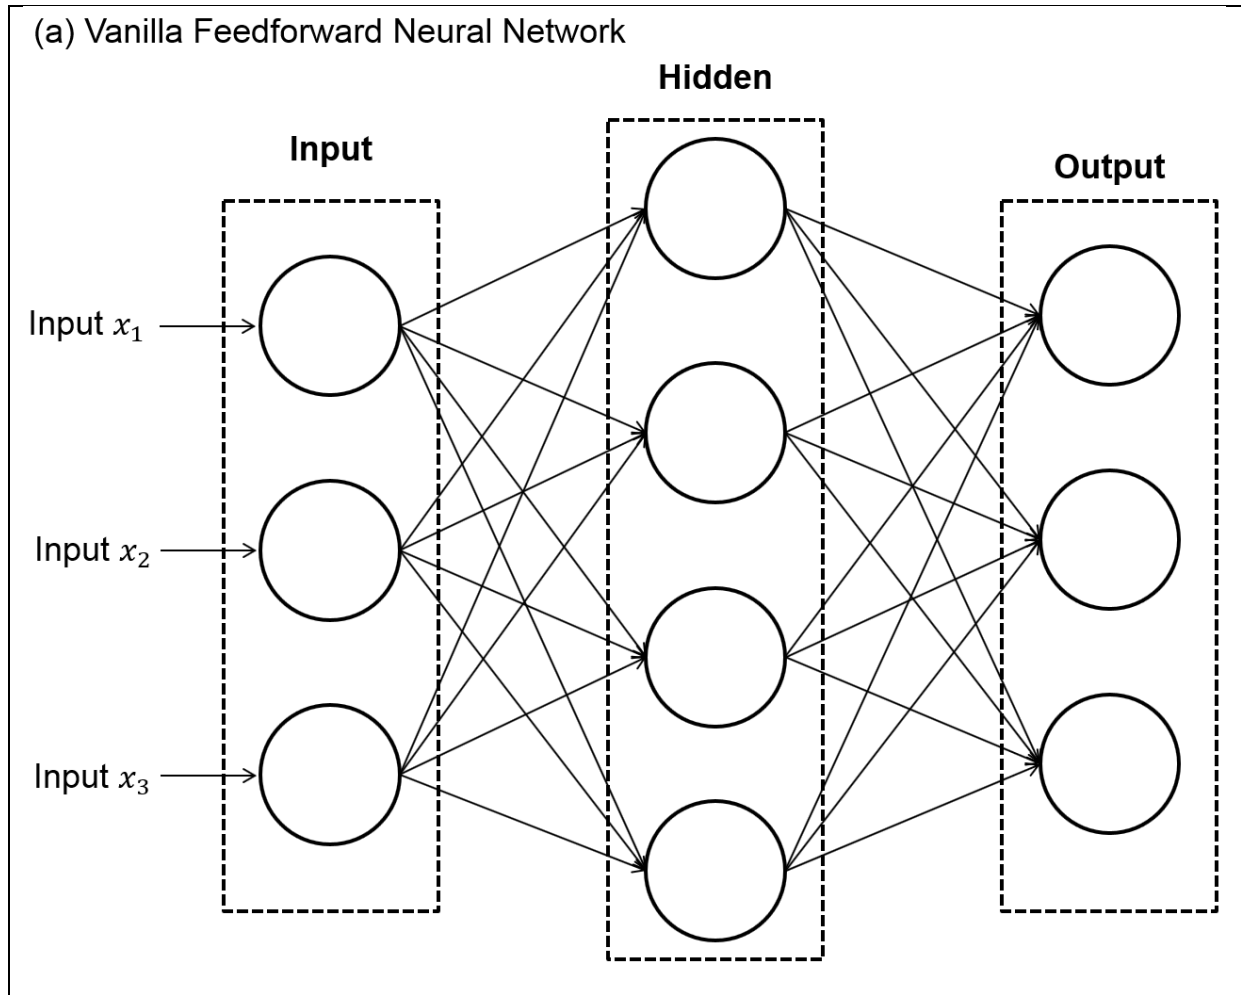 (a) Vanilla Feedforward Neural Network
Hidden
Input
Output
Input x₁
Input x₂
Input x₃